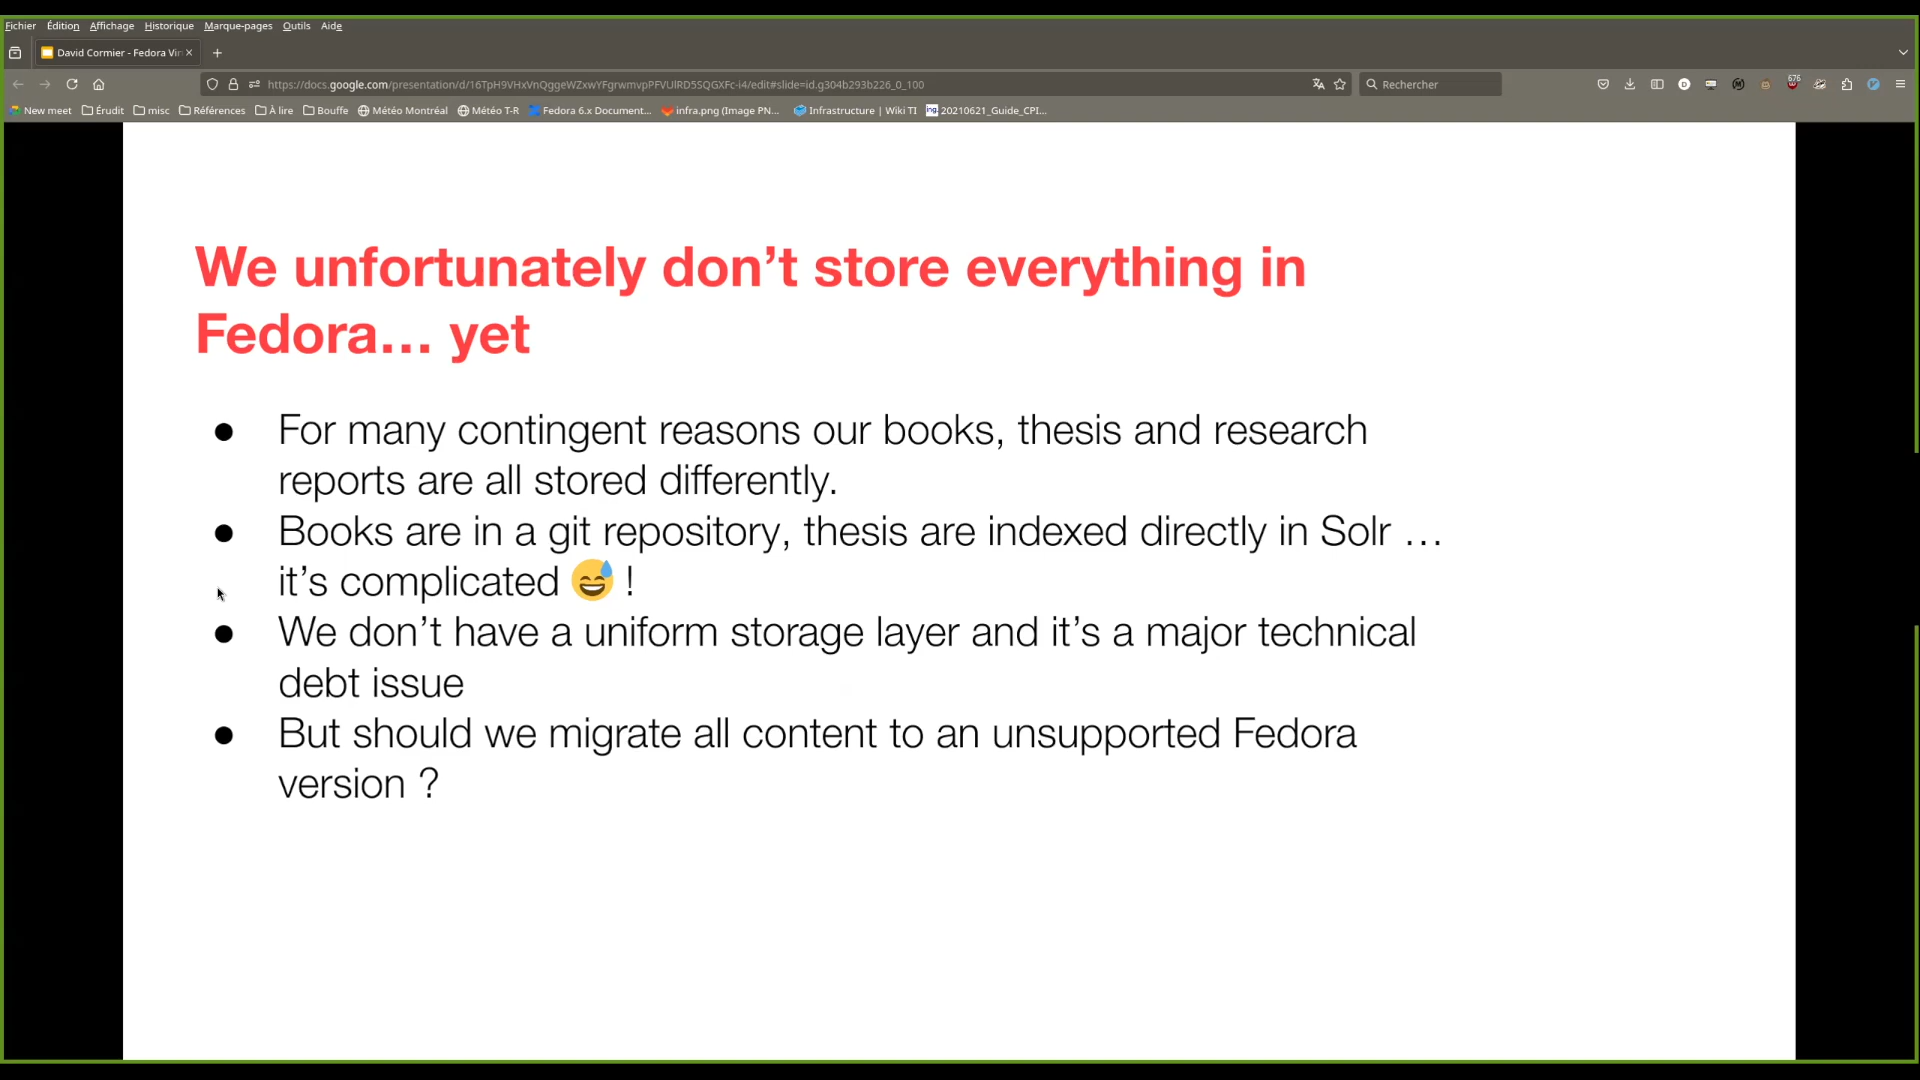 Fichier Édition Affichage Historique Marque-pages Outils Aide
David Cormier - Fedora Vir
https://docs.google.com/presentation/d/16TpH9VHxVnQggeWZxwYFgrwmvpPFVUlRD5SQGXFc-i4/edit#slide=id.g304b293b226_0_100
Rechercher
676
New meet Érudit misc Références À lire Bouffe Météo Montréal Météo T-R Fedora 6.x Document... infra.png (Image PN... Infrastructure | Wiki TI 20210621_Guide_CPI...
We unfortunately don’t store everything in
Fedora… yet
● For many contingent reasons our books, thesis and research
reports are all stored differently.
● Books are in a git repository, thesis are indexed directly in Solr …
it’s complicated 😅 !
● We don’t have a uniform storage layer and it’s a major technical
debt issue
● But should we migrate all content to an unsupported Fedora
version ?